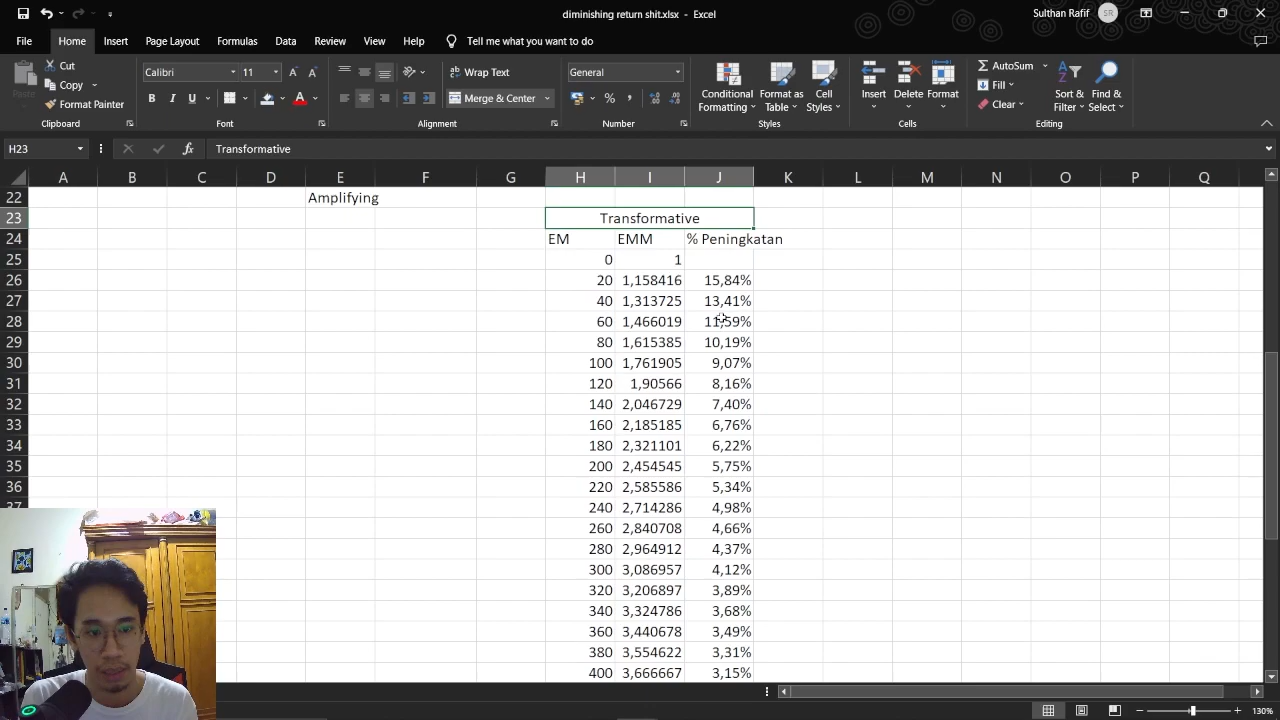 diminishing return shit.xlsx - Excel
Sulthan Rafif SR
File Home Insert Page Layout Formulas Data Review View Help Tell me what you want to do
Paste
Cut
Copy
Format Painter
Clipboard
Calibri 11
B I U
Font
Wrap Text
Merge & Center
Alignment
General
Number
Conditional Formatting
Format as Table
Cell Styles
Styles
Insert Delete Format
Cells
AutoSum
Fill
Clear
Sort & Filter
Find & Select
Editing
H23 fx Transformative
A B C D E F G H I J K L M N O P Q
22 Amplifying
23 Transformative
24 EM EMM % Peningkatan
25 0 1
26 20 1,158416 15,84%
27 40 1,313725 13,41%
28 60 1,466019 11,59%
29 80 1,615385 10,19%
30 100 1,761905 9,07%
31 120 1,90566 8,16%
32 140 2,046729 7,40%
33 160 2,185185 6,76%
34 180 2,321101 6,22%
35 200 2,454545 5,75%
36 220 2,585586 5,34%
37 240 2,714286 4,98%
260 2,840708 4,66%
280 2,964912 4,37%
300 3,086957 4,12%
320 3,206897 3,89%
340 3,324786 3,68%
360 3,440678 3,49%
380 3,554622 3,31%
400 3,666667 3,15%
130%